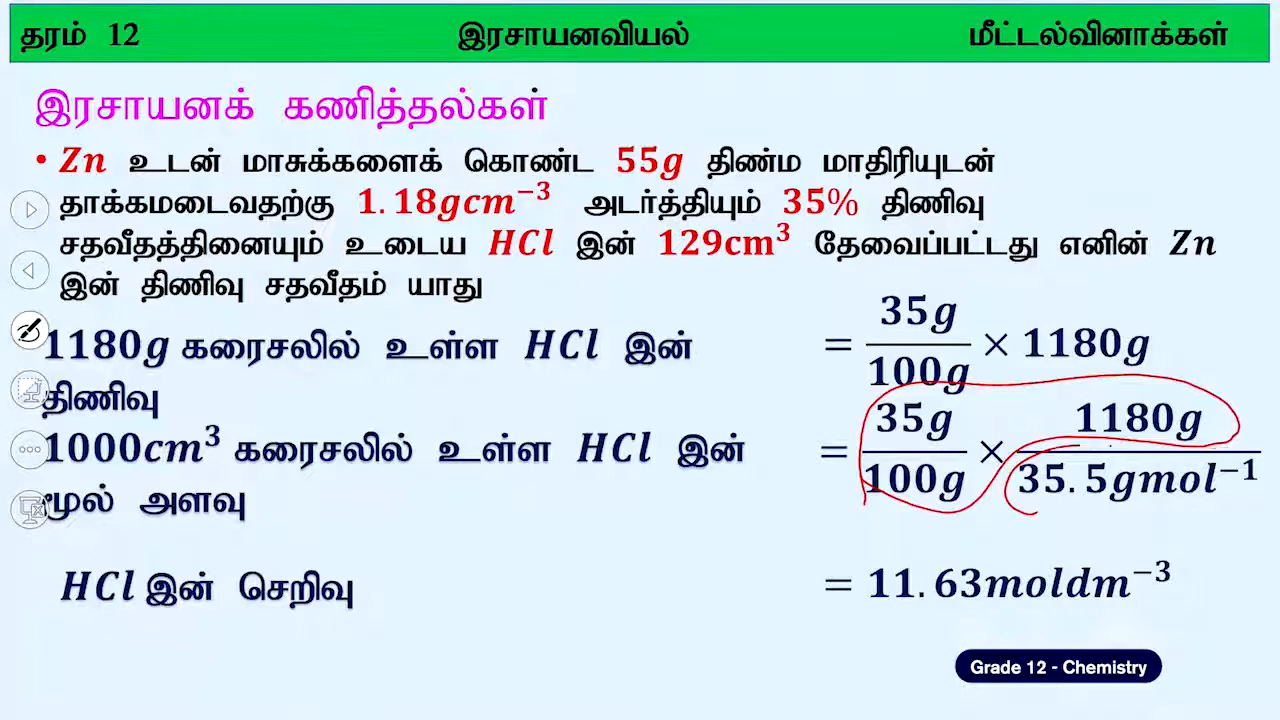 தரம் 12 இரசாயனவியல் மீட்டல்வினாக்கள்
இரசாயனக் கணித்தல்கள்
• Zn உடன் மாசுக்களைக் கொண்ட 55g திண்ம மாதிரியுடன்
தாக்கமடைவதற்கு 1.18gcm⁻³ அடர்த்தியும் 35% திணிவு
சதவீதத்தினையும் உடைய HCl இன் 129cm³ தேவைப்பட்டது எனின் Zn
இன் திணிவு சதவீதம் யாது
1180g கரைசலில் உள்ள HCl இன் = 35g/100g × 1180g
திணிவு
1000cm³ கரைசலில் உள்ள HCl இன் = 35g/100g × 1180g/35.5gmol⁻¹
மூல் அளவு
HCl இன் செறிவு = 11.63moldm⁻³
Grade 12 - Chemistry